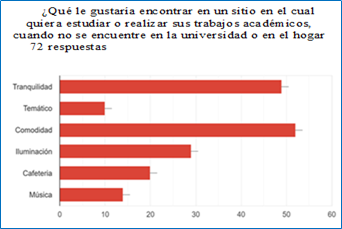 ¿Qué le gustaria encontrar en un sitio en el cual
quiera estudiar o realizar sus trabajos académicos,
cuando no se encuentre en la universidad o en el hogar
72 respuestas
Tranquilidad
Temático
Comodidad
Iluminación
Cafeteria
Música
0 10 20 30 40 50 60